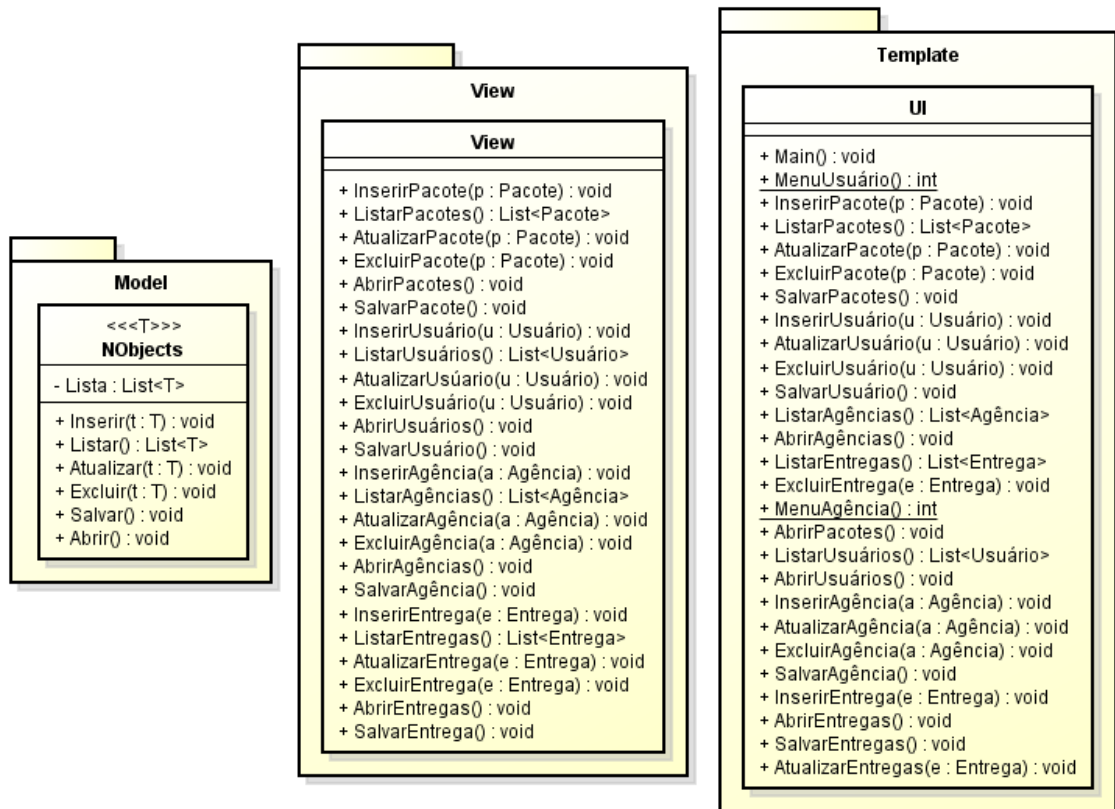 Model
<<<T>>>
NObjects
- Lista : List<T>
+ Inserir(t : T) : void
+ Listar() : List<T>
+ Atualizar(t : T) : void
+ Excluir(t : T) : void
+ Salvar() : void
+ Abrir() : void
View
View
+ InserirPacote(p : Pacote) : void
+ ListarPacotes() : List<Pacote>
+ AtualizarPacote(p : Pacote) : void
+ ExcluirPacote(p : Pacote) : void
+ AbrirPacotes() : void
+ SalvarPacote() : void
+ InserirUsuário(u : Usuário) : void
+ ListarUsuários() : List<Usuário>
+ AtualizarUsúario(u : Usuário) : void
+ ExcluirUsuário(u : Usuário) : void
+ AbrirUsuários() : void
+ SalvarUsuário() : void
+ InserirAgência(a : Agência) : void
+ ListarAgências() : List<Agência>
+ AtualizarAgência(a : Agência) : void
+ ExcluirAgência(a : Agência) : void
+ AbrirAgências() : void
+ SalvarAgência() : void
+ InserirEntrega(e : Entrega) : void
+ ListarEntregas() : List<Entrega>
+ AtualizarEntrega(e : Entrega) : void
+ ExcluirEntrega(e : Entrega) : void
+ AbrirEntregas() : void
+ SalvarEntrega() : void
Template
UI
+ Main() : void
+ MenuUsuário() : int
+ InserirPacote(p : Pacote) : void
+ ListarPacotes() : List<Pacote>
+ AtualizarPacote(p : Pacote) : void
+ ExcluirPacote(p : Pacote) : void
+ SalvarPacotes() : void
+ InserirUsuário(u : Usuário) : void
+ AtualizarUsuário(u : Usuário) : void
+ ExcluirUsuário(u : Usuário) : void
+ SalvarUsuário() : void
+ ListarAgências() : List<Agência>
+ AbrirAgências() : void
+ ListarEntregas() : List<Entrega>
+ ExcluirEntrega(e : Entrega) : void
+ MenuAgência() : int
+ AbrirPacotes() : void
+ ListarUsuários() : List<Usuário>
+ AbrirUsuários() : void
+ InserirAgência(a : Agência) : void
+ AtualizarAgência(a : Agência) : void
+ ExcluirAgência(a : Agência) : void
+ SalvarAgência() : void
+ InserirEntrega(e : Entrega) : void
+ AbrirEntregas() : void
+ SalvarEntregas() : void
+ AtualizarEntregas(e : Entrega) : void